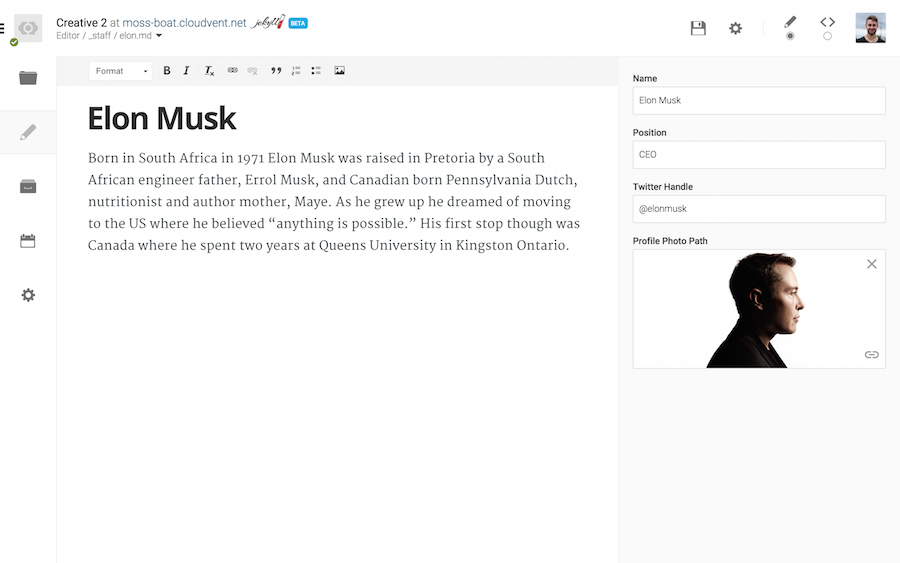 Creative 2 at moss-boat.cloudvent.net jekyll BETA
Editor / _staff / elon.md
Format
B I Tx
Elon Musk
Born in South Africa in 1971 Elon Musk was raised in Pretoria by a South
African engineer father, Errol Musk, and Canadian born Pennsylvania Dutch,
nutritionist and author mother, Maye. As he grew up he dreamed of moving
to the US where he believed “anything is possible.” His first stop though was
Canada where he spent two years at Queens University in Kingston Ontario.
Name
Elon Musk
Position
CEO
Twitter Handle
@elonmusk
Profile Photo Path